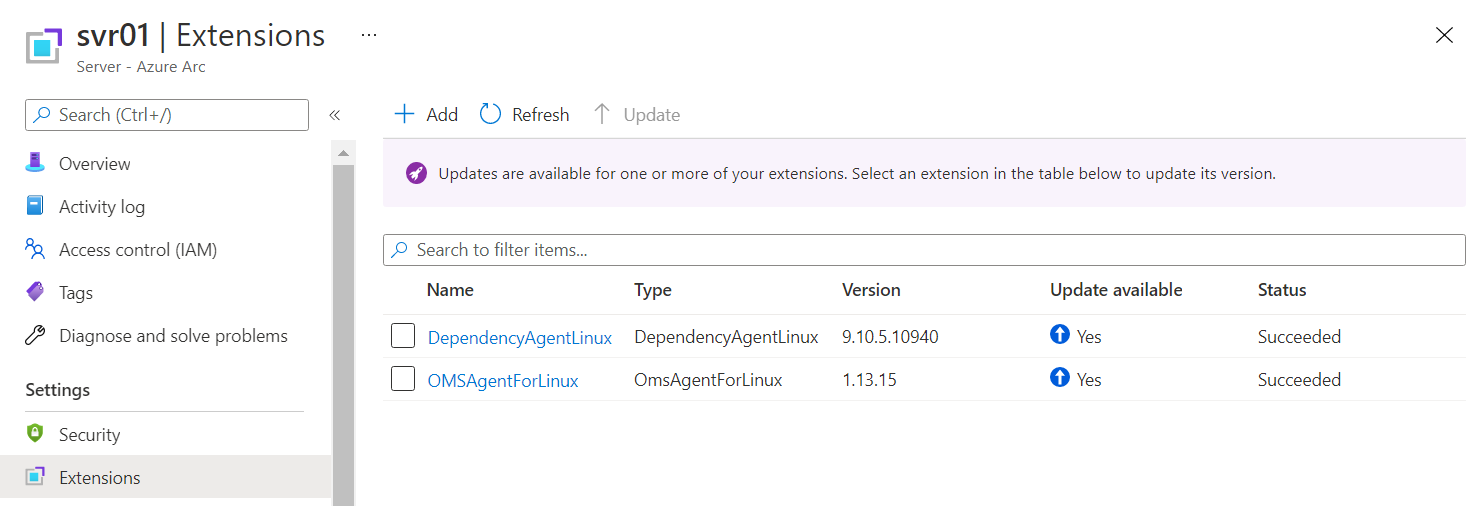 svr01 | Extensions ...
Server - Azure Arc
Search (Ctrl+/)
«
Overview
Activity log
Access control (IAM)
Tags
Diagnose and solve problems
Settings
Security
Extensions
Add Refresh Update
Updates are available for one or more of your extensions. Select an extension in the table below to update its version.
Search to filter items...
Name Type Version Update available Status
DependencyAgentLinux DependencyAgentLinux 9.10.5.10940 Yes Succeeded
OMSAgentForLinux OmsAgentForLinux 1.13.15 Yes Succeeded